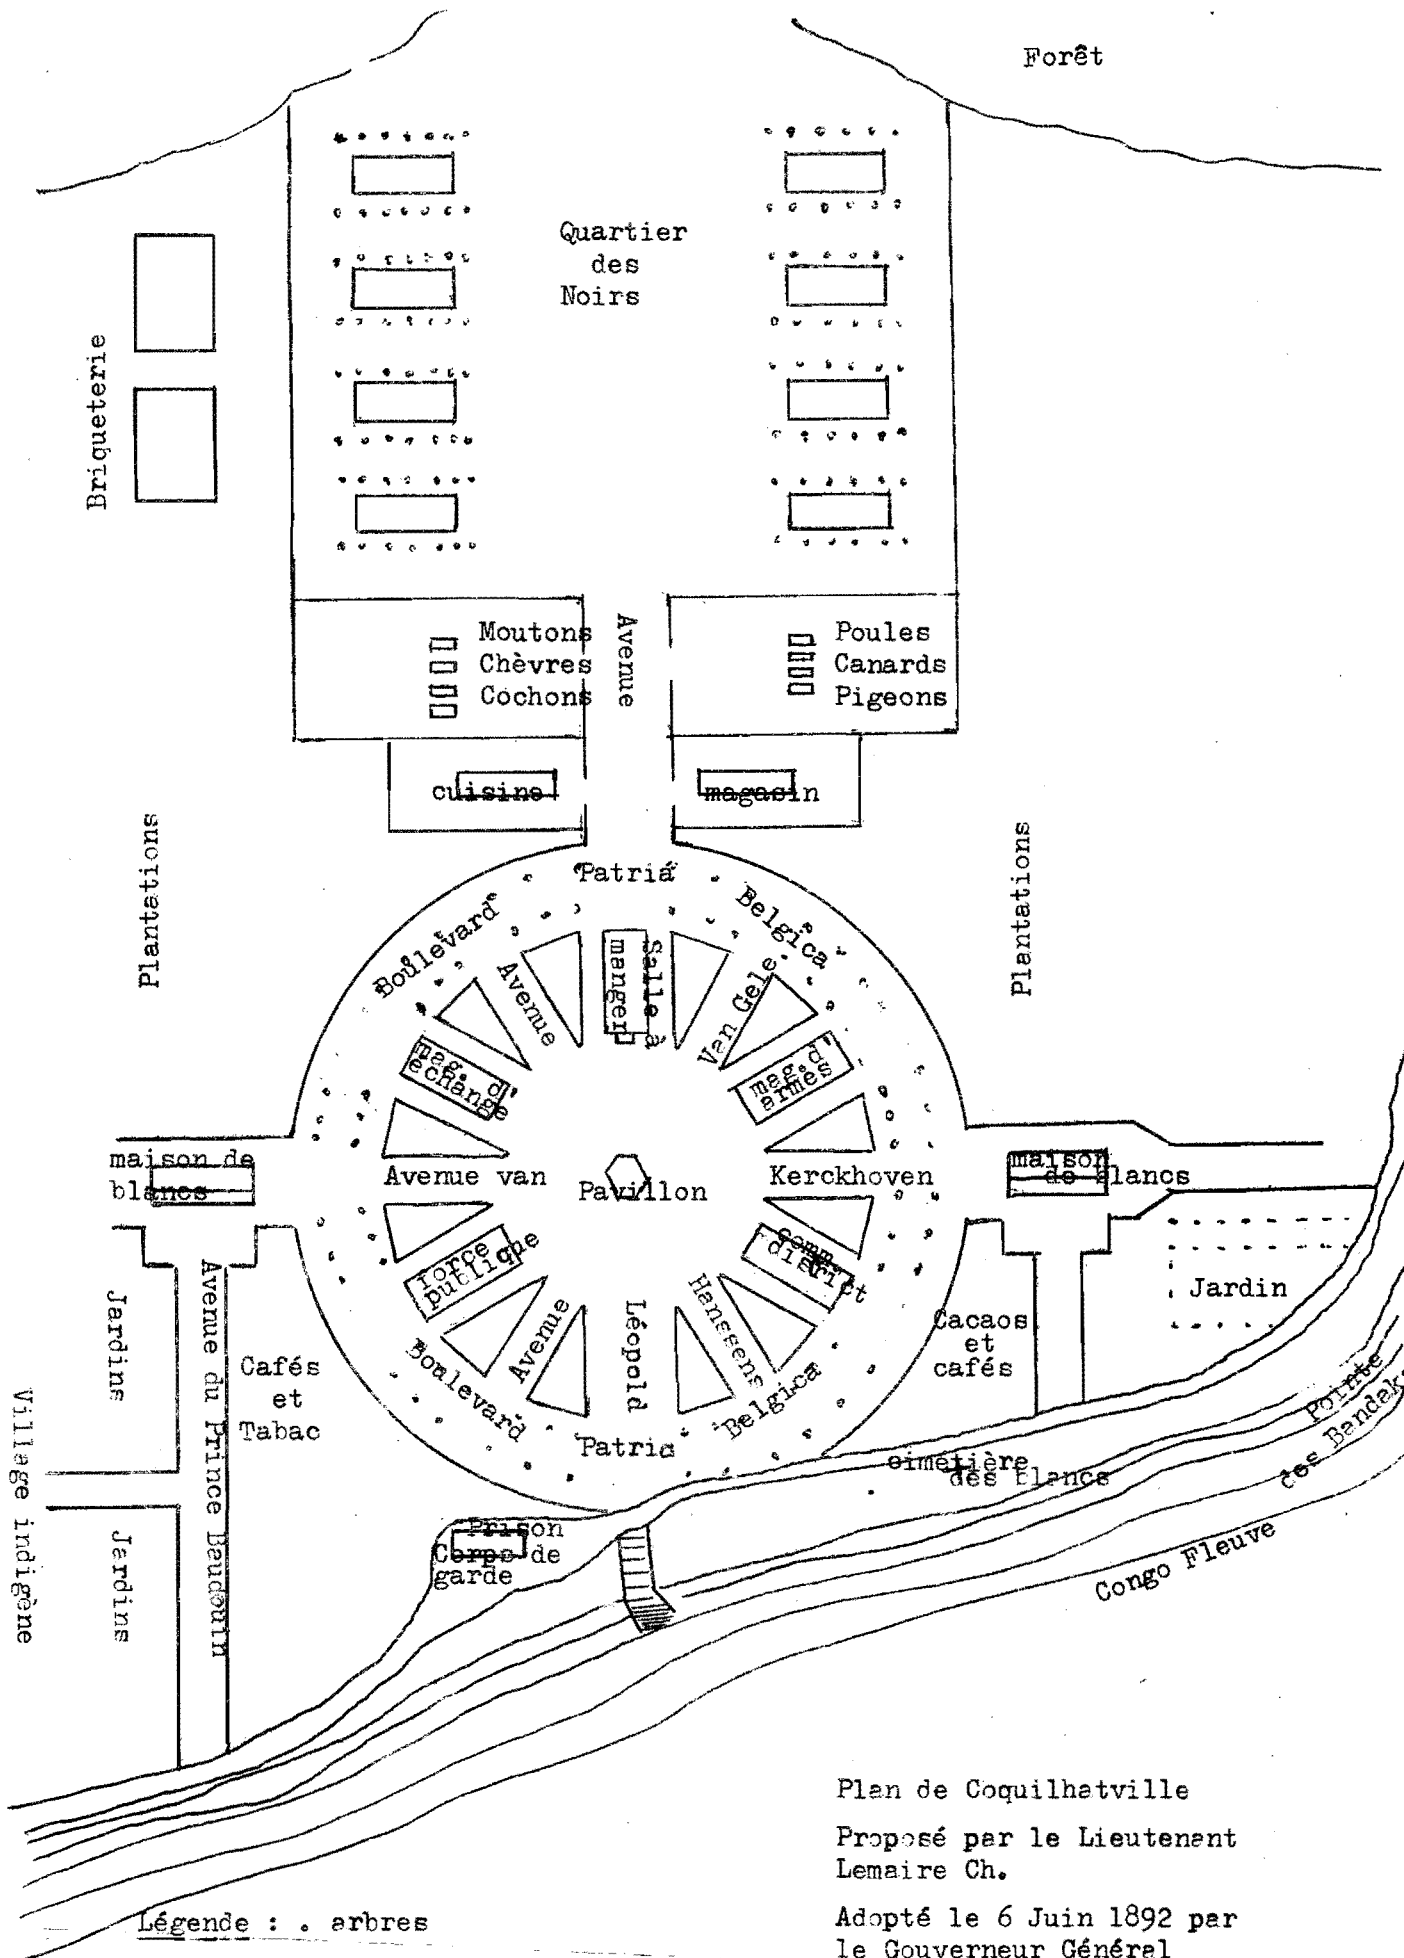 Forêt
Quartier
des
Noirs
Briqueterie
Avenue
Moutons
Chèvres
Cochons
Poules
Canards
Pigeons
cuisine
magasin
Plantations
Plantations
Boulevard
Patria
Belgica
Avenue
Salle à
manger
Van Gele
mag. d'
échange
mag. d'
armes
maison de
blancs
Avenue van
Pavillon
Kerckhoven
maison
de blancs
force
publique
Comm.
district
Jardin
Jardins
Avenue du Prince Baudouin
Cafés
et
Tabac
Avenue
Léopold
Hanssens
Cacaos
et
cafés
Boulevard
Patria
Belgica
Village indigène
Jardins
Prison
Corps de
garde
cimétière
des blancs
Pointe
des Bandaka
Congo Fleuve
Plan de Coquilhatville
Proposé par le Lieutenant
Lemaire Ch.
Adopté le 6 Juin 1892 par
le Gouverneur Général
Légende : . arbres